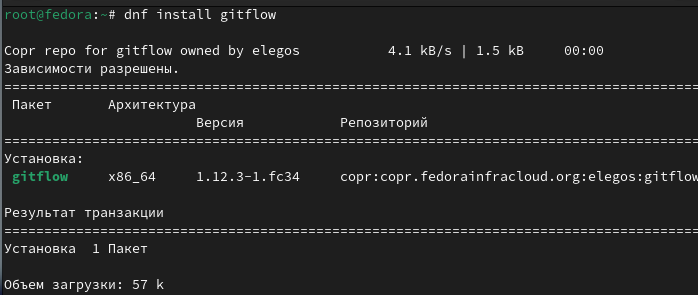 root@fedora:~# dnf install gitflow
Copr repo for gitflow owned by elegos 4.1 kB/s | 1.5 kB 00:00
Зависимости разрешены.
================================================================================
Пакет Архитектура
Версия Репозиторий
================================================================================
Установка:
gitflow x86_64 1.12.3-1.fc34 copr:copr.fedorainfracloud.org:elegos:gitflow
Результат транзакции
================================================================================
Установка 1 Пакет
Объем загрузки: 57 k